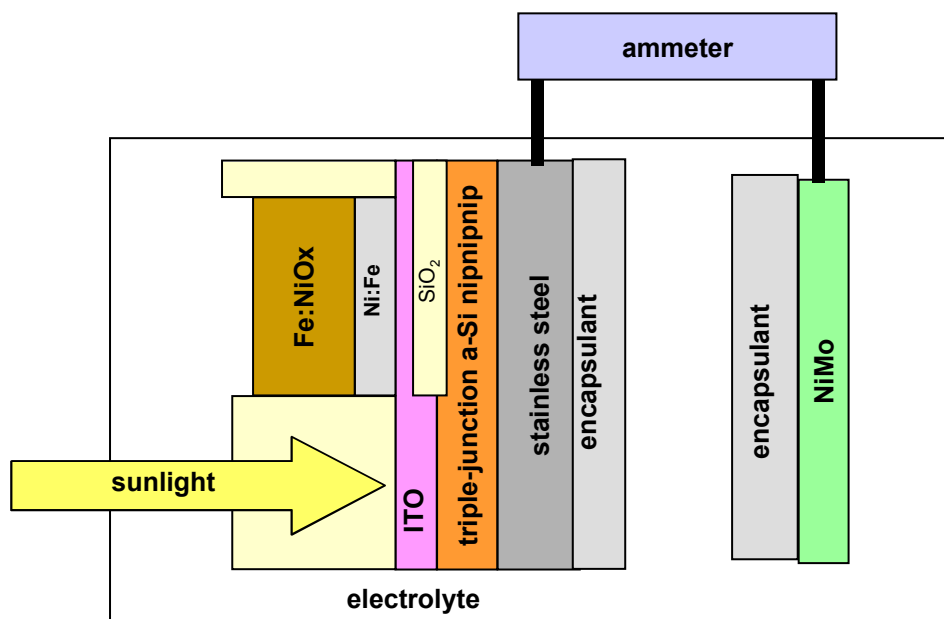 ammeter
Fe:NiOx
Ni:Fe
SiO₂
ITO
triple-junction a-Si nipnipnip
stainless steel
encapsulant
encapsulant
NiMo
sunlight
electrolyte